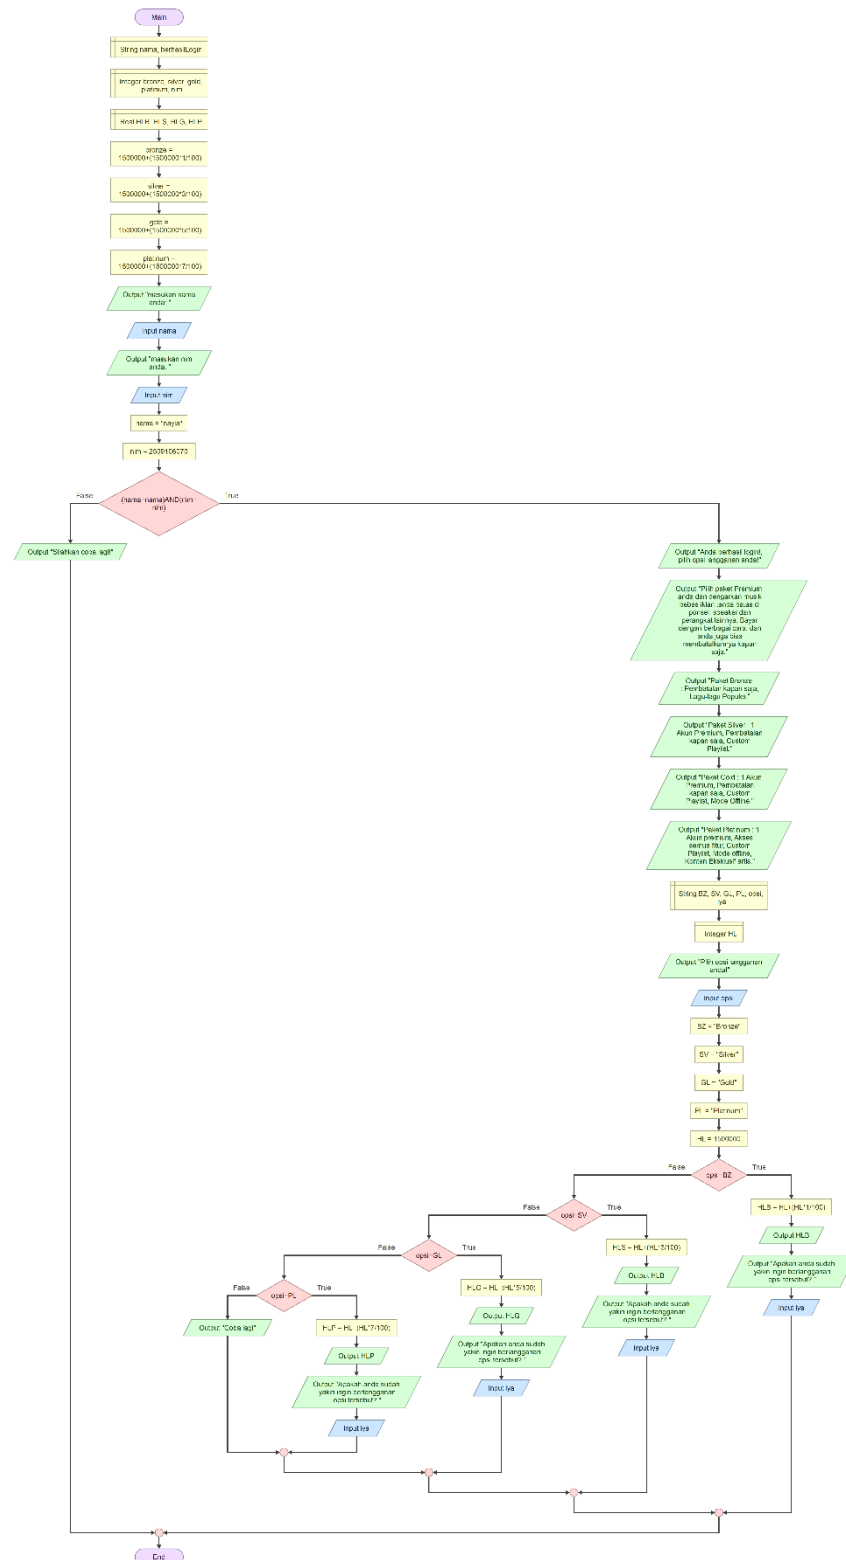 Main
String nama, berhasilLogin
Integer bronze, silver, gold,
platinum, nim
Real HLB, HLS, HLG, HLP
bronze =
1500000+(1500000*1/100)
silver =
1500000+(1500000*3/100)
gold =
1500000+(1500000*5/100)
platinum =
1500000+(1500000*7/100)
Output "masukan nama
anda: "
Input nama
Output "masukan nim
anda: "
Input nim
nama = "nayla"
nim =
False
(nama=nama)AND(nim=
nim)
True
Output "Silahkan coba lagi!"
Output "Anda berhasil login!,
pilih opsi langganan anda!"
Output "Pilih paket Premium
anda dan dengarkan musik
bebas iklan tanpa batas di
ponsel, speaker dan
perangkat lainnya. Bayar
dengan berbagai cara, dan
anda juga bisa
membatalkannya kapan
saja."
Output "Paket Bronze
: Pembatalan kapan saja,
Lagu-lagu Populer."
Output "Paket Silver : 1
Akun Premium, Pembatalan
kapan saja, Custom
Playlist."
Output "Paket Gold : 1 Akun
Premium, Pembatalan
kapan saja, Custom
Playlist, Mode Offline."
Output "Paket Platinum : 1
Akun premium, Akses
semua fitur, Custom
Playlist, Mode offline,
Konten Eksklusif artis."
String BZ, SV, GL, PL, opsi,
iya
Integer HL
Output "Pilih opsi langganan
anda!"
Input opsi
BZ = "Bronze"
SV = "Silver"
GL = "Gold"
PL = "Platinum"
HL = 1500000
False
opsi=BZ
True
HLB = HL+(HL*1/100)
Output HLB
Output "Apakah anda sudah
yakin ingin berlangganan
opsi tersebut? "
Input iya
False
opsi=SV
True
HLS = HL+(HL*3/100)
Output HLB
Output "Apakah anda sudah
yakin ingin berlangganan
opsi tersebut? "
Input iya
False
opsi=GL
True
HLG = HL+(HL*5/100)
Output HLG
Output "Apakah anda sudah
yakin ingin berlangganan
opsi tersebut? "
Input iya
False
opsi=PL
True
Output "Coba lagi"
HLP = HL+(HL*7/100)
Output HLP
Output "Apakah anda sudah
yakin ingin berlangganan
opsi tersebut? "
Input iya
End